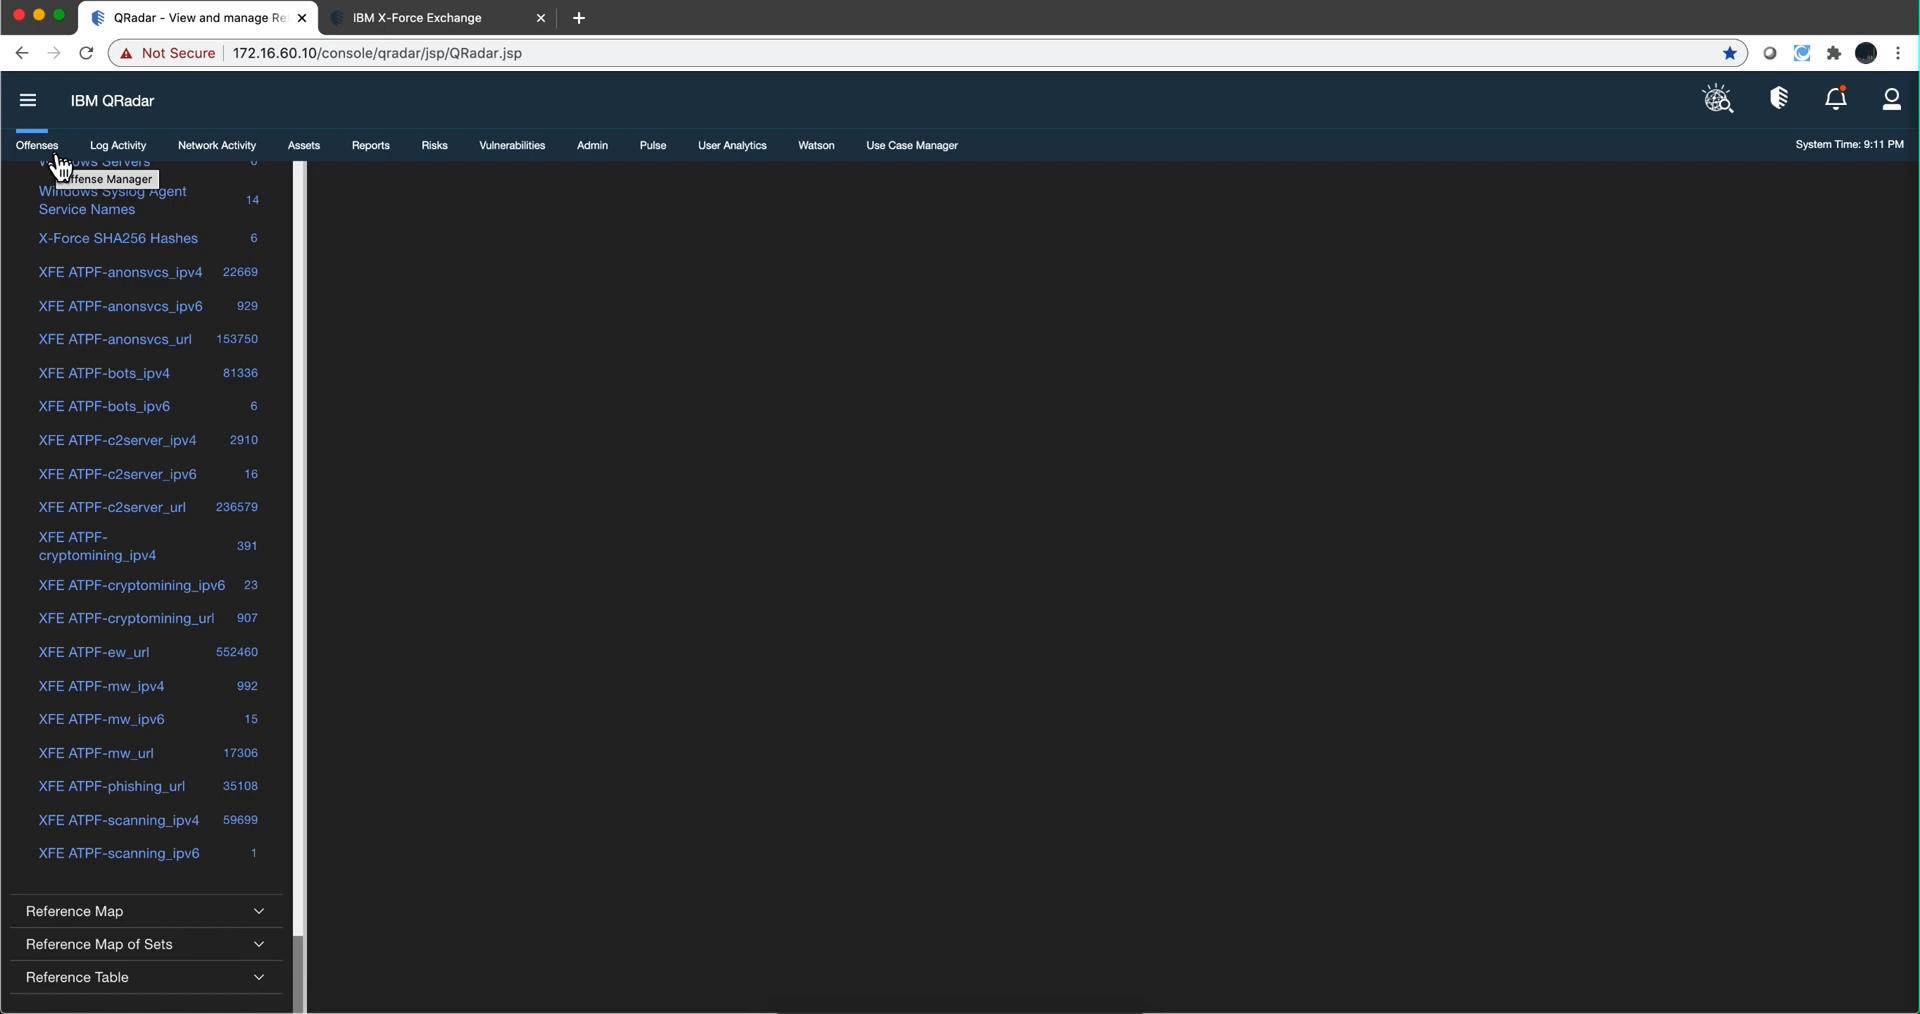 QRadar - View and manage Re
IBM X-Force Exchange
Not Secure
172.16.60.10/console/qradar/jsp/QRadar.jsp
IBM QRadar
Offenses
Log Activity
Network Activity
Assets
Reports
Risks
Vulnerabilities
Admin
Pulse
User Analytics
Watson
Use Case Manager
System Time: 9:11 PM
Servers
ffense Manager
Windows Syslog Agent
Service Names
14
X-Force SHA256 Hashes 6
XFE ATPF-anonsvcs_ipv4 22669
XFE ATPF-anonsvcs_ipv6 929
XFE ATPF-anonsvcs_url 153750
XFE ATPF-bots_ipv4 81336
XFE ATPF-bots_ipv6 6
XFE ATPF-c2server_ipv4 2910
XFE ATPF-c2server_ipv6 16
XFE ATPF-c2server_url 236579
XFE ATPF-
cryptomining_ipv4
391
XFE ATPF-cryptomining_ipv6 23
XFE ATPF-cryptomining_url 907
XFE ATPF-ew_url 552460
XFE ATPF-mw_ipv4 992
XFE ATPF-mw_ipv6 15
XFE ATPF-mw_url 17306
XFE ATPF-phishing_url 35108
XFE ATPF-scanning_ipv4 59699
XFE ATPF-scanning_ipv6 1
Reference Map
Reference Map of Sets
Reference Table